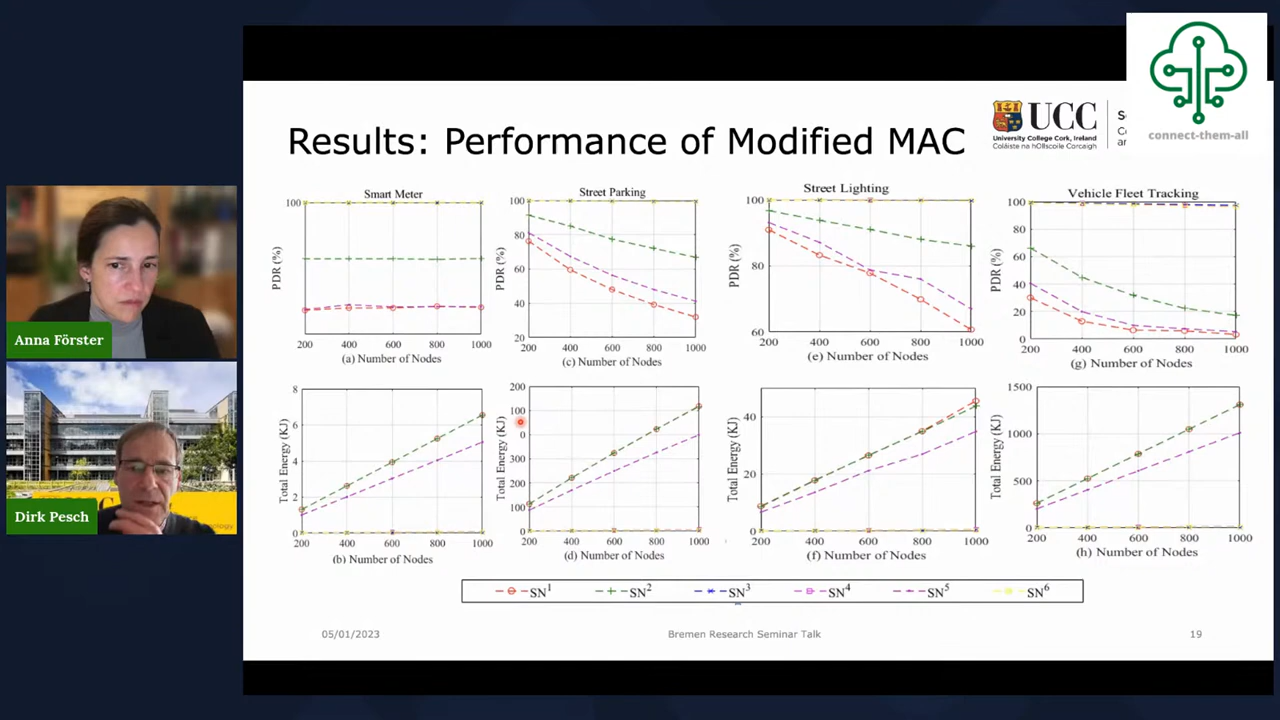 connect-them-all
UCC
University College Cork, Ireland
Coláiste na hOllscoile Corcaigh
Results: Performance of Modified MAC
Smart Meter
Street Parking
Street Lighting
Vehicle Fleet Tracking
PDR (%)
100
200 400 600 800 1000
(a) Number of Nodes
PDR (%)
100
80
60
40
20
200 400 600 800 1000
(c) Number of Nodes
PDR (%)
100
80
60
200 400 600 800 1000
(e) Number of Nodes
PDR (%)
100
80
60
40
20
0
200 400 600 800 1000
(g) Number of Nodes
Total Energy (KJ)
8
6
4
2
0
200 400 600 800 1000
(b) Number of Nodes
Total Energy (KJ)
200
100
0
300
200
100
0
200 400 600 800 1000
(d) Number of Nodes
Total Energy (KJ)
40
20
0
200 400 600 800 1000
(f) Number of Nodes
Total Energy (KJ)
1500
1000
500
0
200 400 600 800 1000
(h) Number of Nodes
SN¹ SN² SN³ SN⁴ SN⁵ SN⁶
05/01/2023 Bremen Research Seminar Talk 19
Anna Förster
Dirk Pesch